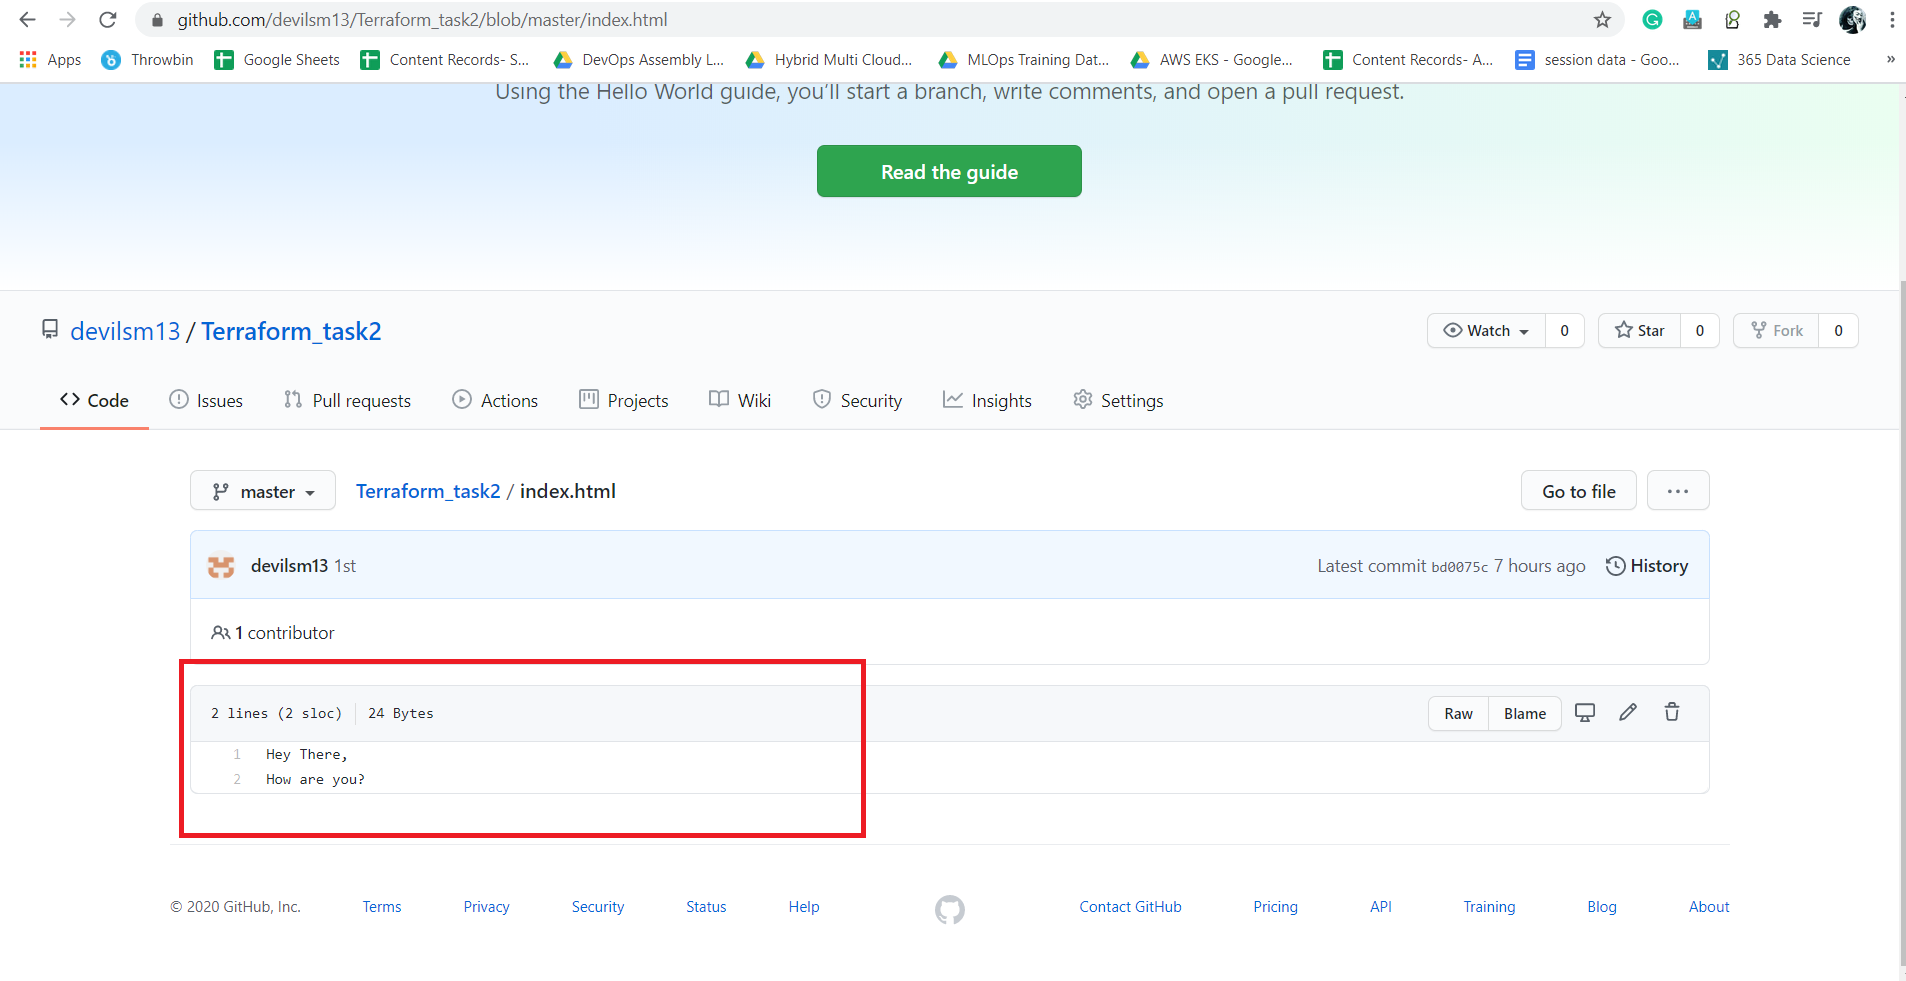 github.com/devilsm13/Terraform_task2/blob/master/index.html
Apps Throwbin Google Sheets Content Records- S... DevOps Assembly L... Hybrid Multi Cloud... MLOps Training Dat... AWS EKS - Google... Content Records- A... session data - Goo... 365 Data Science »
Using the Hello World guide, you’ll start a branch, write comments, and open a pull request.
Read the guide
devilsm13 / Terraform_task2
Watch 0 Star 0 Fork 0
Code Issues Pull requests Actions Projects Wiki Security Insights Settings
master Terraform_task2 / index.html Go to file ...
devilsm13 1st Latest commit bd0075c 7 hours ago History
1 contributor
2 lines (2 sloc) 24 Bytes Raw Blame
1 Hey There,
2 How are you?
© 2020 GitHub, Inc. Terms Privacy Security Status Help Contact GitHub Pricing API Training Blog About